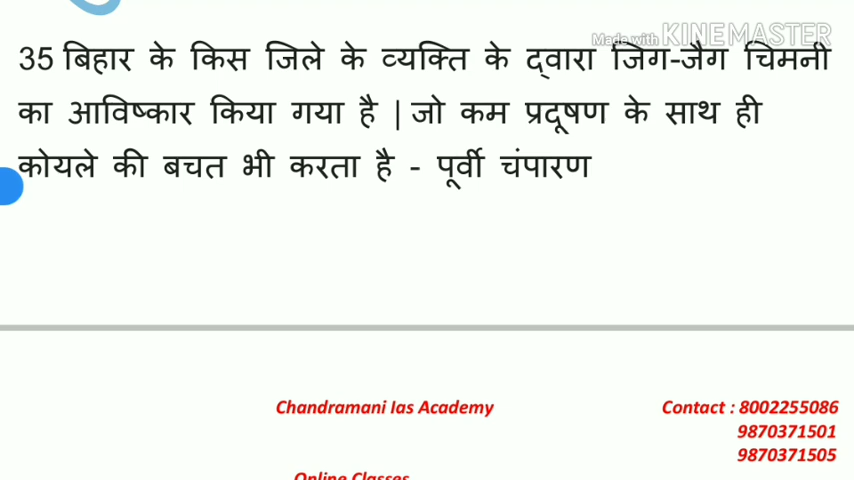 Made with KINEMASTER
35 बिहार के किस जिले के व्यक्ति के द्वारा जिग-जैग चिमनी
का आविष्कार किया गया है | जो कम प्रदूषण के साथ ही
कोयले की बचत भी करता है - पूर्वी चंपारण
Chandramani Ias Academy
Contact : 8002255086
9870371501
9870371505
Online Classes